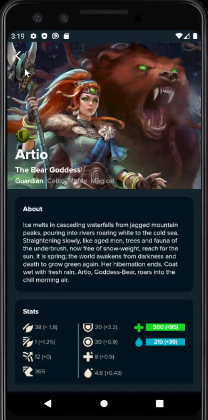 3:19
Artio
The Bear Goddess
Guardian Celtic Melee Magical
About
Ice melts in cascading waterfalls from jagged mountain
peaks, pouring into rivers roaring white to the cold sea.
Straightening slowly, like aged men, trees and fauna of
the underbrush, now free of snow-weight, reach for the
sun. It is spring; the world awakens from darkness and
death to grow green again. Her hibernation ends. Coat
wet with fresh rain, Artio, Goddess-Bear, roars into the
chill morning air.
Stats
38 (+ 1.8) 20 (+3.2) 500 (+95)
1 (+1.2%) 30 (+0.9) 210 (+39)
12 (+0) 8 (+0.9)
365 4.8 (+0.43)